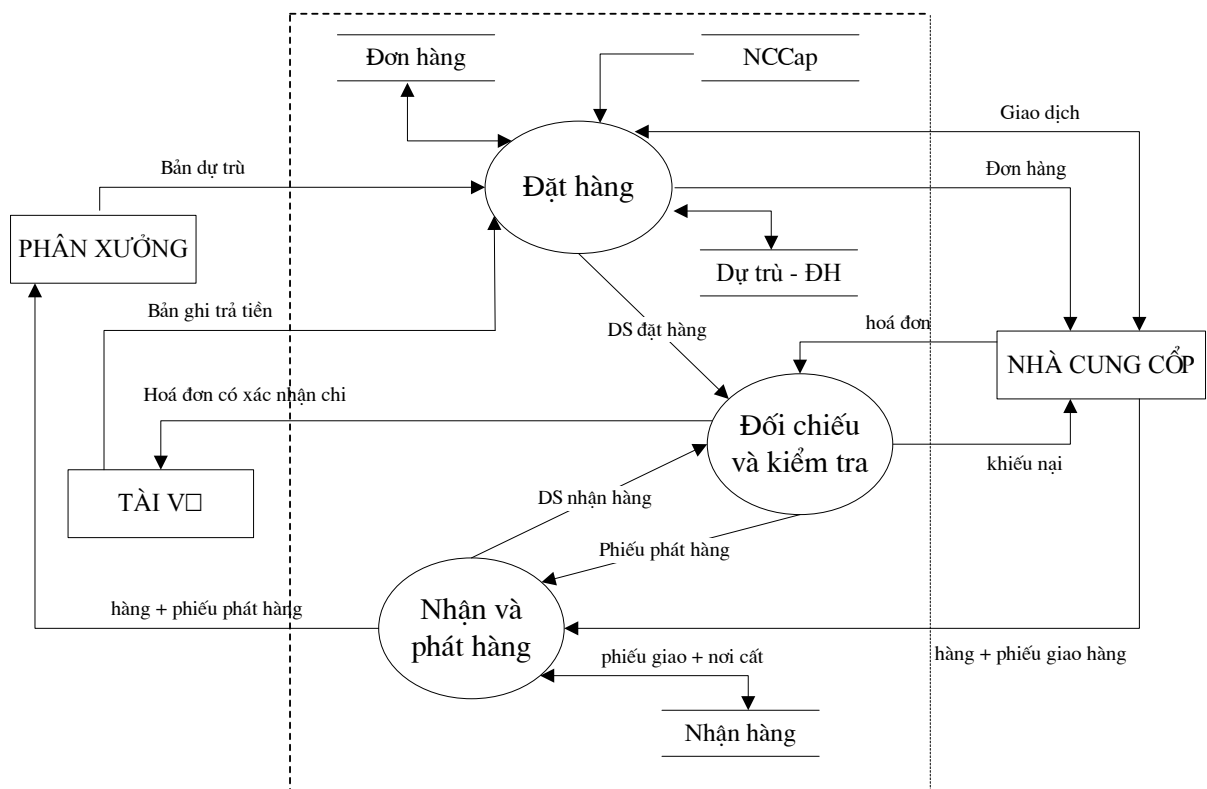 Đơn hàng
NCCap
Giao dịch
Bản dự trù
Đặt hàng
Đơn hàng
PHÂN XƯỞNG
Dự trù - ĐH
Bản ghi trả tiền
DS đặt hàng
hoá đơn
NHÀ CUNG CỔP
Hoá đơn có xác nhận chi
Đối chiếu
và kiểm tra
khiếu nại
TÀI V□
DS nhận hàng
Phiếu phát hàng
hàng + phiếu phát hàng
Nhận và
phát hàng
phiếu giao + nơi cất
hàng + phiếu giao hàng
Nhận hàng